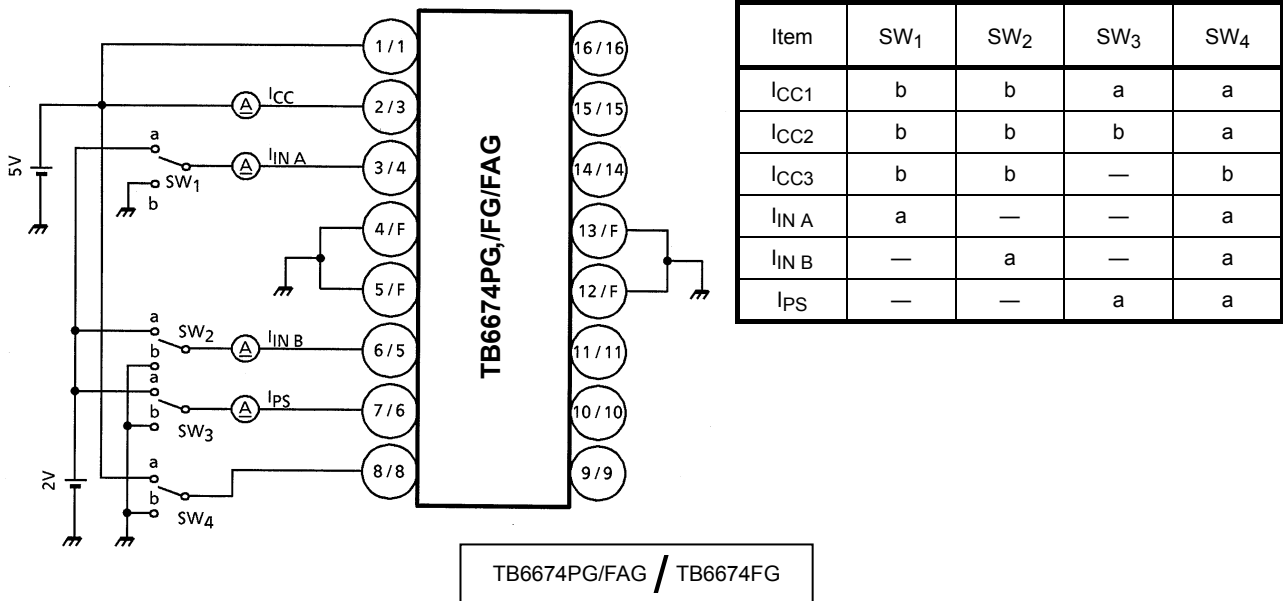 5V
2V
a
SW1
b
a
SW2
b
a
b
SW3
a
b
SW4
A
ICC
A
IIN A
A
IIN B
A
IPS
1/1
2/3
3/4
4/F
5/F
6/5
7/6
8/8
TB6674PG,/FG/FAG
16/16
15/15
14/14
13/F
12/F
11/11
10/10
9/9
Item SW1 SW2 SW3 SW4
ICC1 b b a a
ICC2 b b b a
ICC3 b b — b
IIN A a — — a
IIN B — a — a
IPS — — a a
TB6674PG/FAG / TB6674FG